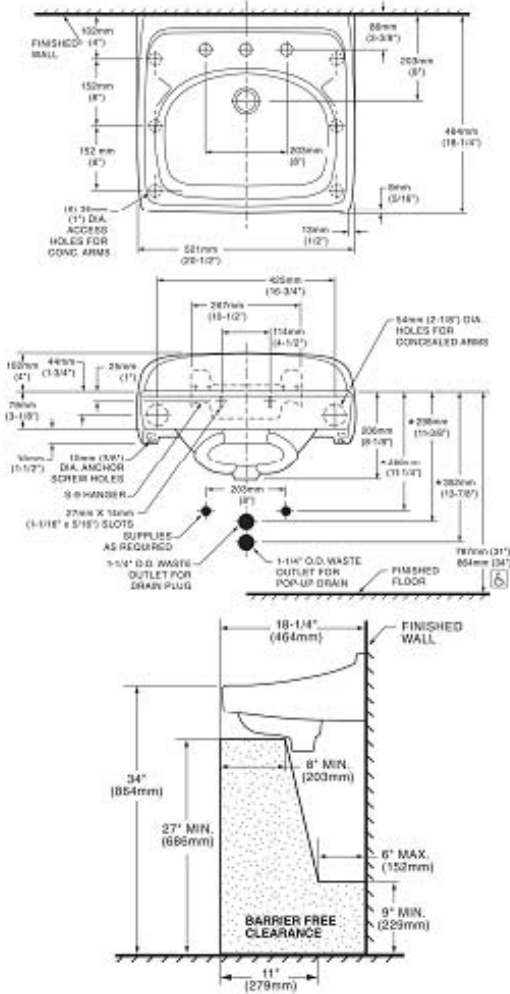 102mm
(4")
FINISHED
WALL
86mm
(3-3/8")
203mm
(8")
152mm
(6")
464mm
(18-1/4")
152 mm
(6")
203mm
(8")
8mm
(5/16")
(1") DIA.
ACCESS
HOLES FOR
CONC. ARMS
13mm
(1/2")
521mm
(20-1/2")
425mm
(16-3/4")
267mm
(10-1/2")
114mm
(4-1/2")
54mm (2-1/8") DIA.
HOLES FOR
CONCEALED ARMS
102mm
(4")
44mm
(1-3/4")
25mm
(1")
79mm
(3-1/8")
206mm
(8-1/8")
(11-3/8")
(1-1/2")
10mm (3/8")
DIA. ANCHOR
SCREW HOLES
(11-1/4")
(13-7/8")
HANGER
203mm
(8")
27mm X 14mm
(1-1/16" x 5/16") SLOTS
SUPPLIES
AS REQUIRED
787mm (31")
864mm (34")
1-1/4" O.D. WASTE
OUTLET FOR
DRAIN PLUG
1-1/4" O.D. WASTE
OUTLET FOR
POP-UP DRAIN
FINISHED
FLOOR
18-1/4"
(464mm)
FINISHED
WALL
34"
(864mm)
8" MIN.
(203mm)
27" MIN.
(686mm)
6" MAX.
(152mm)
9" MIN.
(229mm)
BARRIER FREE
CLEARANCE
11"
(279mm)